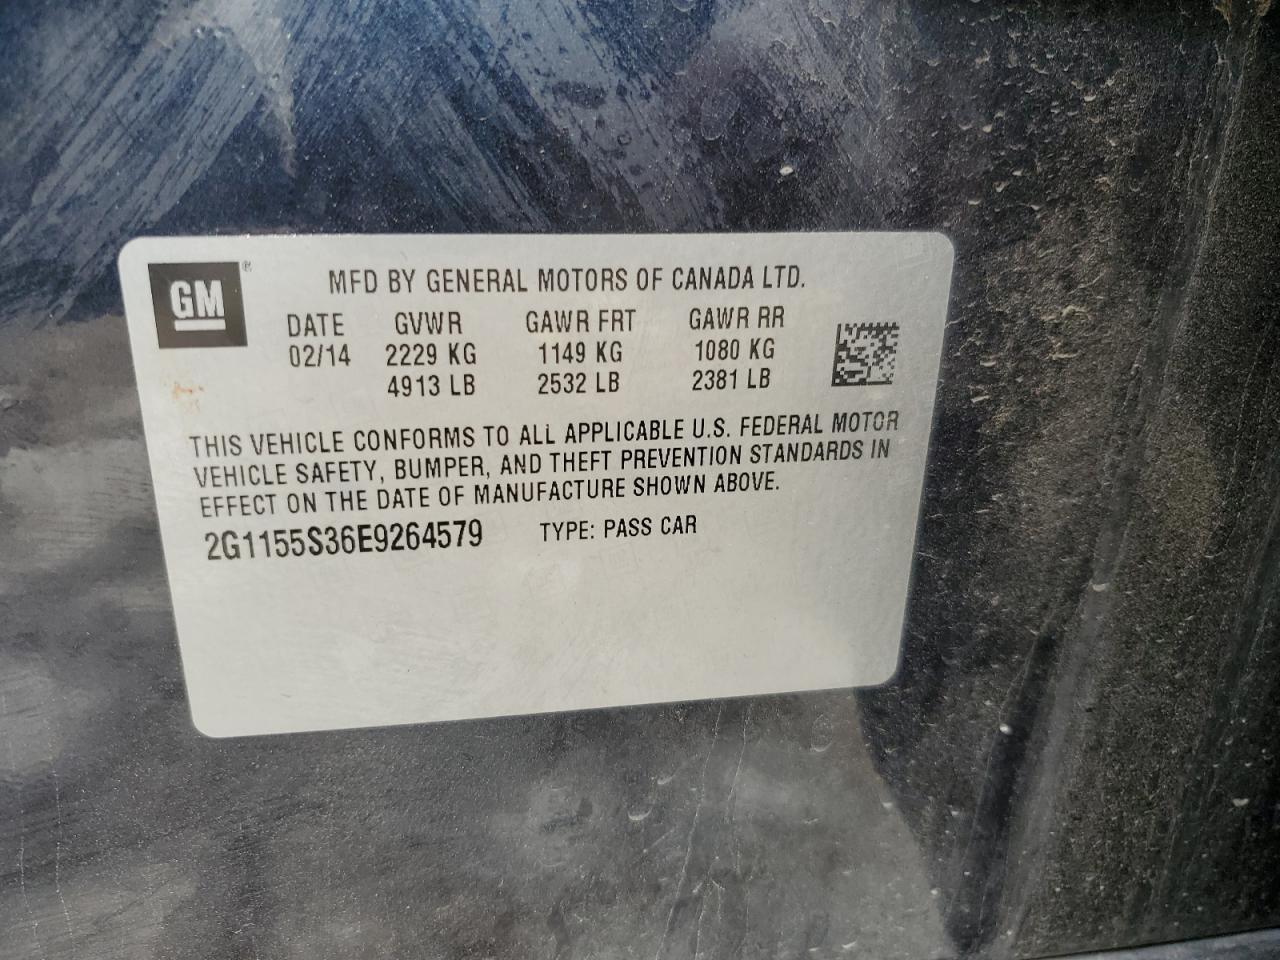 GM ®
MFD BY GENERAL MOTORS OF CANADA LTD.
DATE GVWR GAWR FRT GAWR RR
02/14 2229 KG 1149 KG 1080 KG
4913 LB 2532 LB 2381 LB
THIS VEHICLE CONFORMS TO ALL APPLICABLE U.S. FEDERAL MOTOR
VEHICLE SAFETY, BUMPER, AND THEFT PREVENTION STANDARDS IN
EFFECT ON THE DATE OF MANUFACTURE SHOWN ABOVE.
2G1155S36E9264579 TYPE: PASS CAR